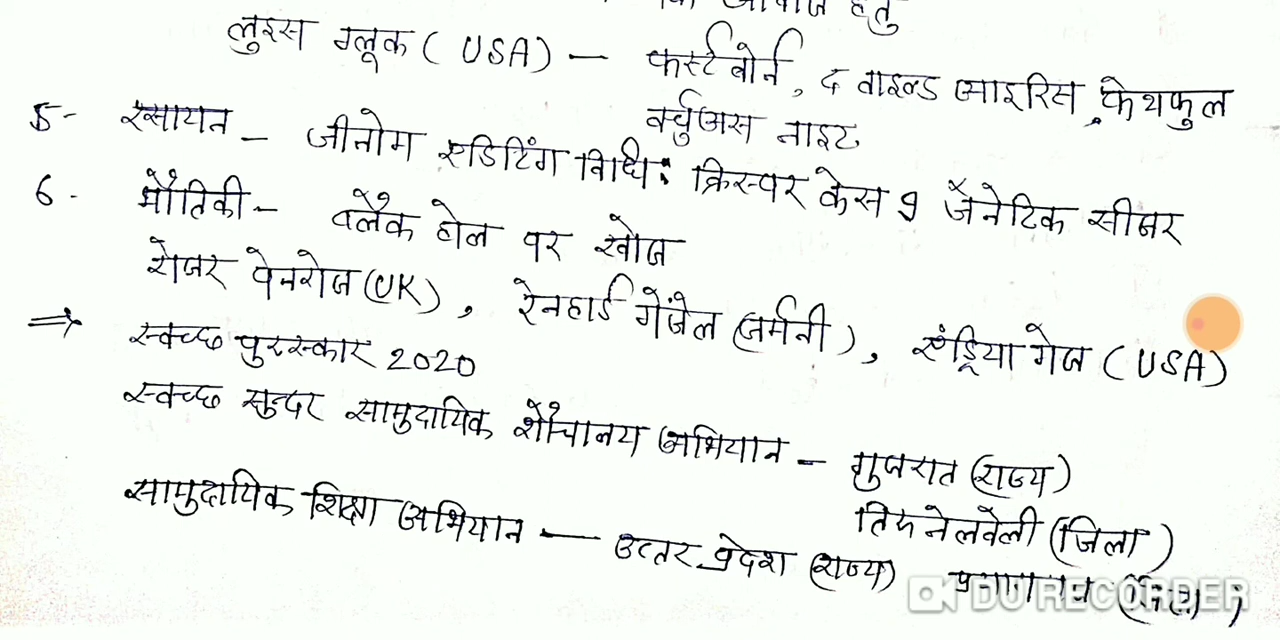 हेतु
लुइस ग्लूक (USA) — फर्स्टबोर्न, द वाइल्ड आइरिस, फेथफुल
वर्चुअस नाइट
5- रसायन - जीनोम एडिटिंग विधि: क्रिस्पर केस 9 जैनेटिक सीजर
6- भौतिकी - ब्लैक होल पर खोज
रोजर पेनरोज (UK), रेनहार्ड गेंजेल (जर्मनी), एंड्रिया गेज (USA)
⇒ स्वच्छ पुरस्कार 2020
स्वच्छ सुन्दर सामुदायिक शौचालय अभियान - गुजरात (राज्य)
तिरुनेलवेली (जिला)
सामुदायिक शिक्षा अभियान — उत्तर प्रदेश (राज्य)
DU RECORDER